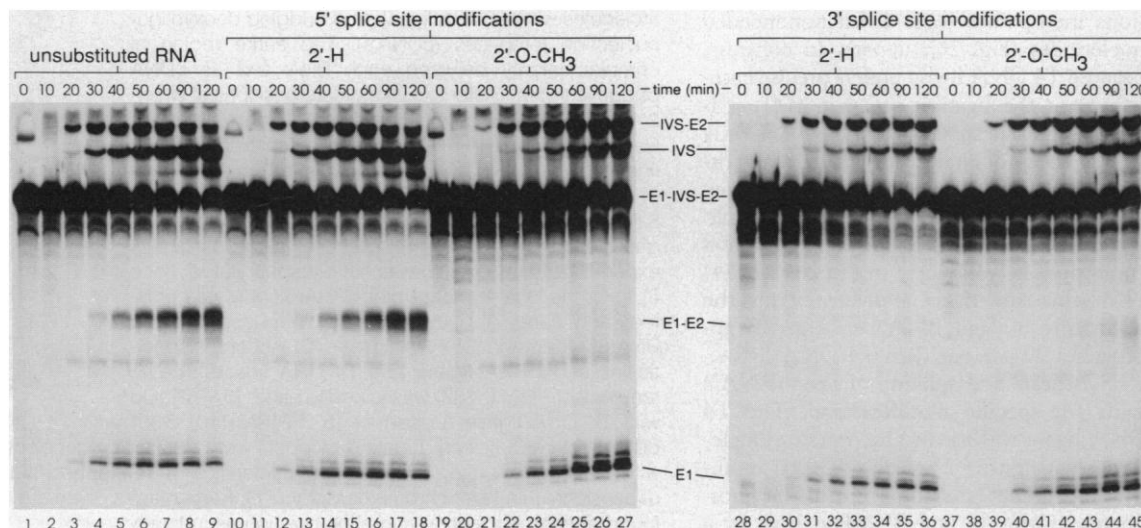 5' splice site modifications
3' splice site modifications
unsubstituted RNA
2'-H
2'-O-CH3
2'-H
2'-O-CH3
0 10 20 30 40 50 60 90 120 0 10 20 30 40 50 60 90 120 0 10 20 30 40 50 60 90 120 time (min) 0 10 20 30 40 50 60 90 120 0 10 20 30 40 50 60 90 120
IVS-E2
IVS
E1-IVS-E2
E1-E2
E1
1 2 3 4 5 6 7 8 9 10 11 12 13 14 15 16 17 18 19 20 21 22 23 24 25 26 27 28 29 30 31 32 33 34 35 36 37 38 39 40 41 42 43 44 45